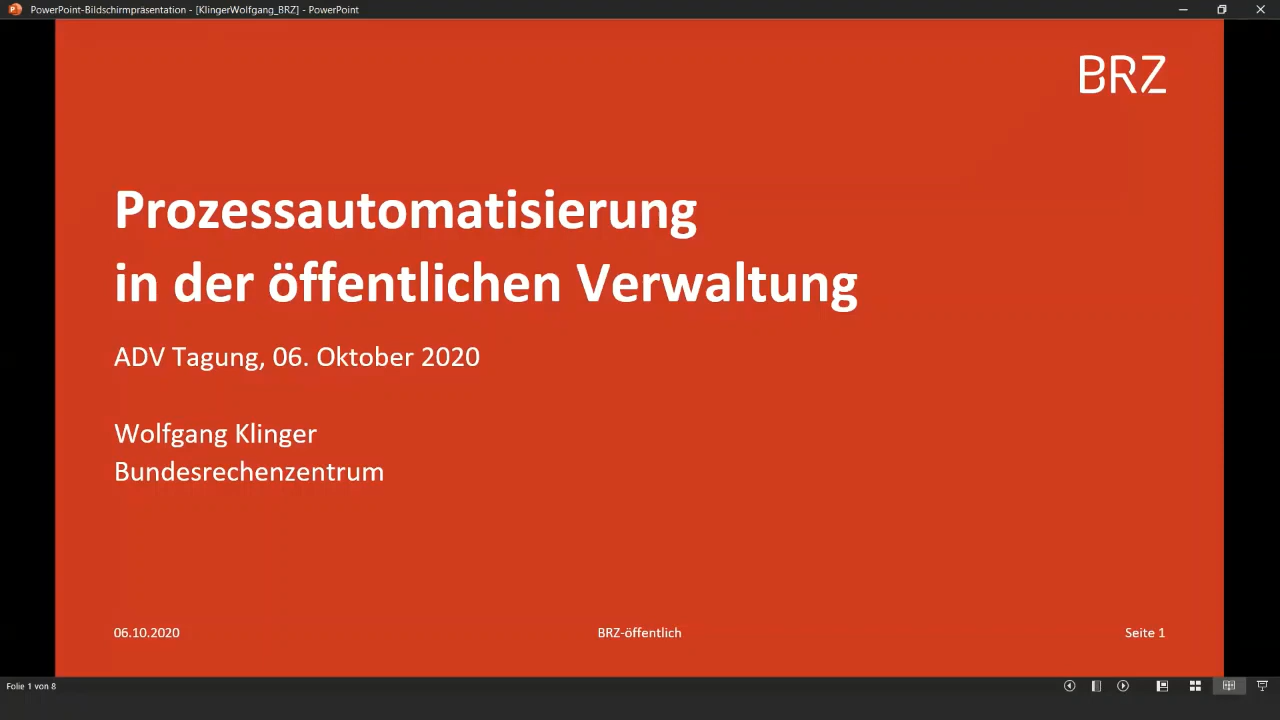 PowerPoint-Bildschirmpräsentation - [KlingerWolfgang_BRZ] - PowerPoint
BRZ
Prozessautomatisierung
in der öffentlichen Verwaltung
ADV Tagung, 06. Oktober 2020
Wolfgang Klinger
Bundesrechenzentrum
06.10.2020
BRZ-öffentlich
Seite 1
Folie 1 von 8